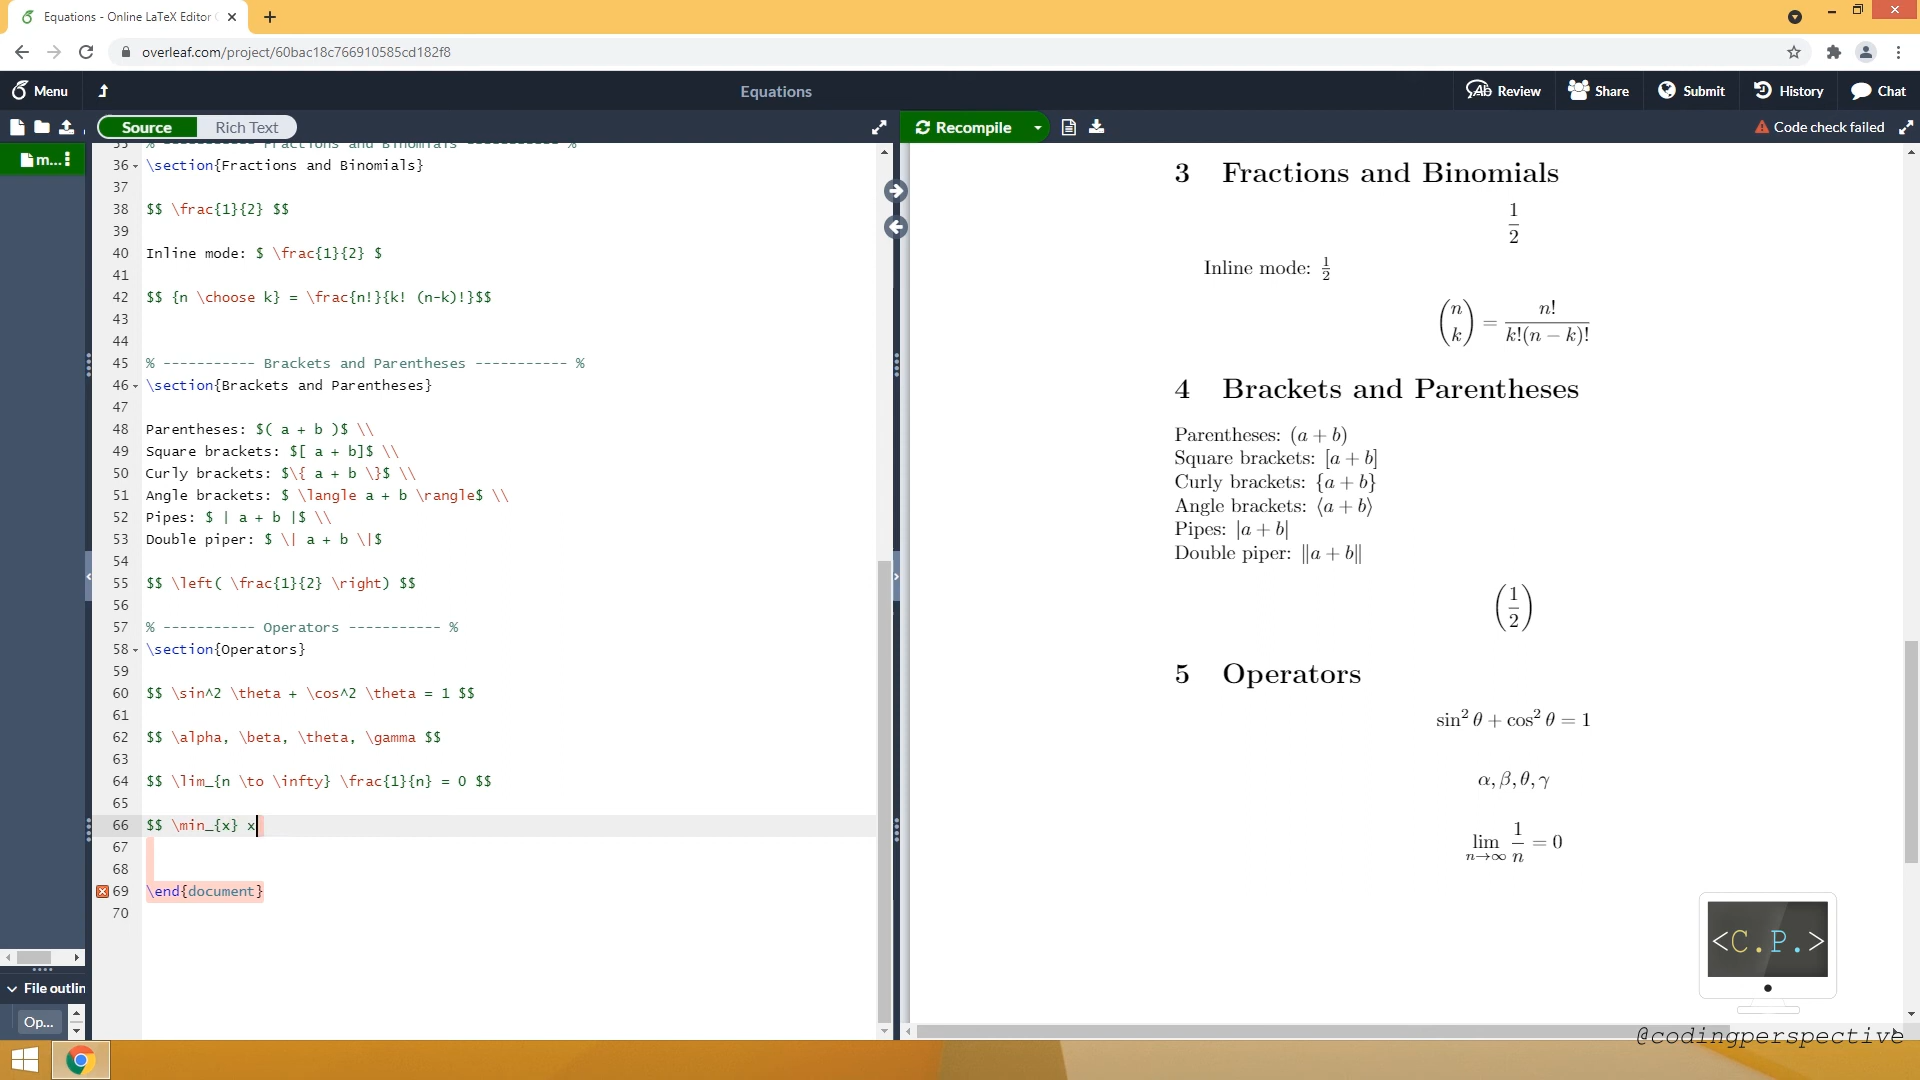 Equations - Online LaTeX Editor
overleaf.com/project/60bac18c766910585cd182f8
Menu
Equations
Review
Share
Submit
History
Chat
Source
Rich Text
Recompile
Code check failed
m...
35 % ----------- Fractions and Binomials ----------- %
36 \section{Fractions and Binomials}
37
38 $$ \frac{1}{2} $$
39
40 Inline mode: $ \frac{1}{2} $
41
42 $$ {n \choose k} = \frac{n!}{k! (n-k)!}$$
43
44
45 % ----------- Brackets and Parentheses ----------- %
46 \section{Brackets and Parentheses}
47
48 Parentheses: $( a + b )$ \\
49 Square brackets: $[ a + b]$ \\
50 Curly brackets: $\{ a + b \}$ \\
51 Angle brackets: $ \langle a + b \rangle$ \\
52 Pipes: $ | a + b |$ \\
53 Double piper: $ \| a + b \|$
54
55 $$ \left( \frac{1}{2} \right) $$
56
57 % ----------- Operators ----------- %
58 \section{Operators}
59
60 $$ \sin^2 \theta + \cos^2 \theta = 1 $$
61
62 $$ \alpha, \beta, \theta, \gamma $$
63
64 $$ \lim_{n \to \infty} \frac{1}{n} = 0 $$
65
66 $$ \min_{x} x
67
68
69 \end{document}
70
File outlin
Op...
3 Fractions and Binomials
1
2
Inline mode: 1/2
(n k) = n! / k!(n − k)!
4 Brackets and Parentheses
Parentheses: (a + b)
Square brackets: [a + b]
Curly brackets: {a + b}
Angle brackets: ⟨a + b⟩
Pipes: |a + b|
Double piper: ‖a + b‖
(1/2)
5 Operators
sin² θ + cos² θ = 1
α, β, θ, γ
lim n→∞ 1/n = 0
<C.P.>
@codingperspective